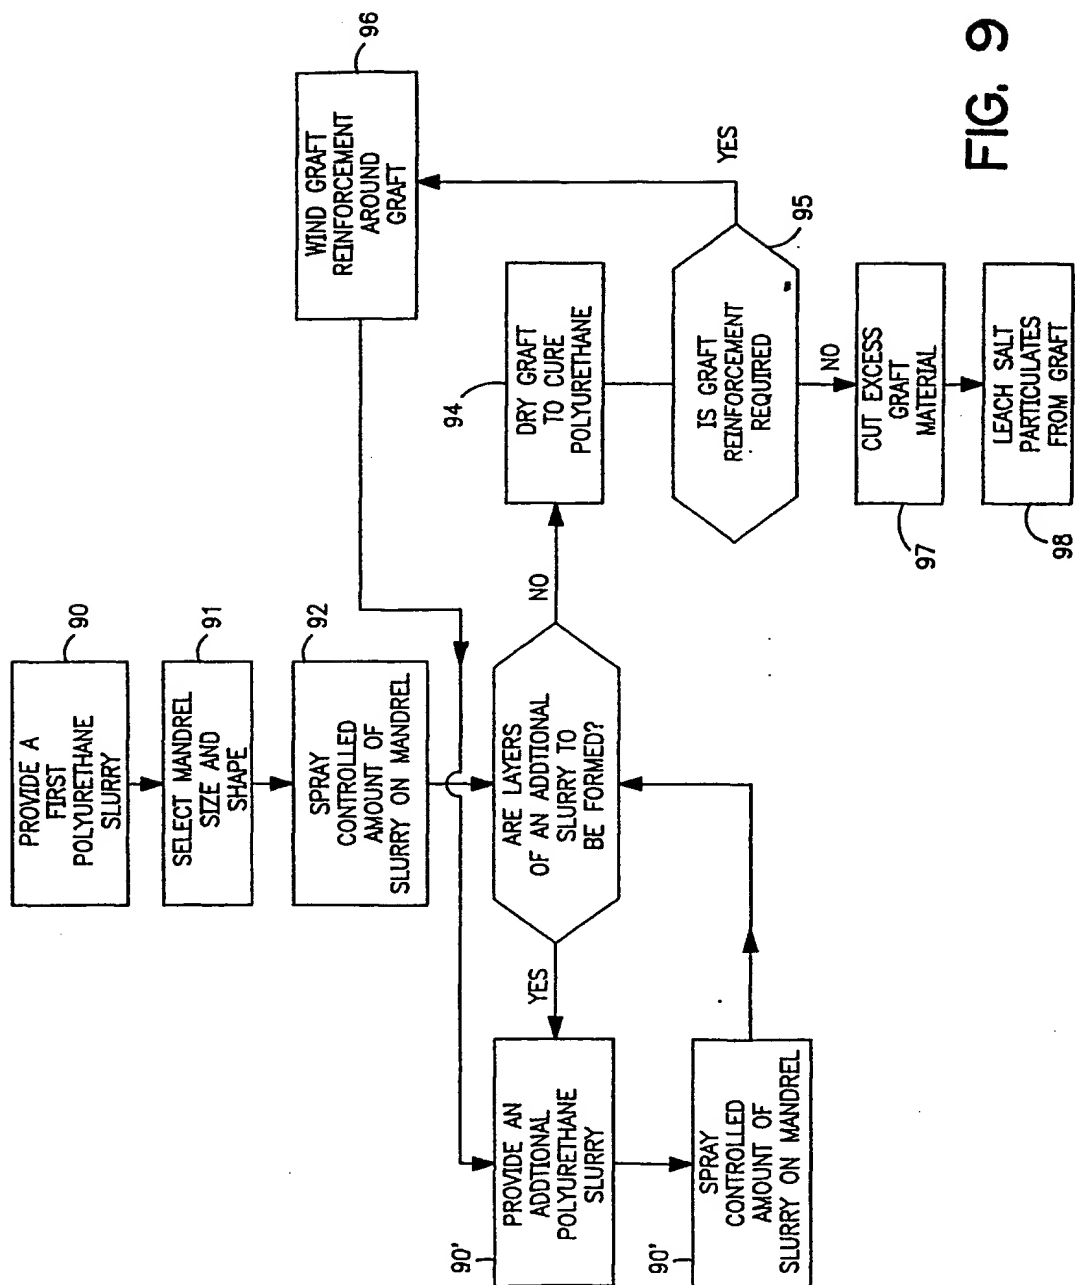 90
PROVIDE A
FIRST
POLYURETHANE
SLURRY
91
SELECT MANDREL
SIZE AND
SHAPE
92
SPRAY
CONTROLLED
AMOUNT OF
SLURRY ON MANDREL
ARE LAYERS
OF AN ADDTIONAL
SLURRY TO
BE FORMED?
YES
NO
90'
PROVIDE AN
ADDTIONAL
POLYURETHANE
SLURRY
90'
SPRAY
CONTROLLED
AMOUNT OF
SLURRY ON MANDREL
94
DRY GRAFT
TO CURE
POLYURETHANE
95
IS GRAFT
REINFORCEMENT
REQUIRED
YES
NO
96
WIND GRAFT
REINFORCEMENT
AROUND
GRAFT
97
CUT EXCESS
GRAFT
MATERIAL
98
LEACH SALT
PARTICULATES
FROM GRAFT
FIG. 9